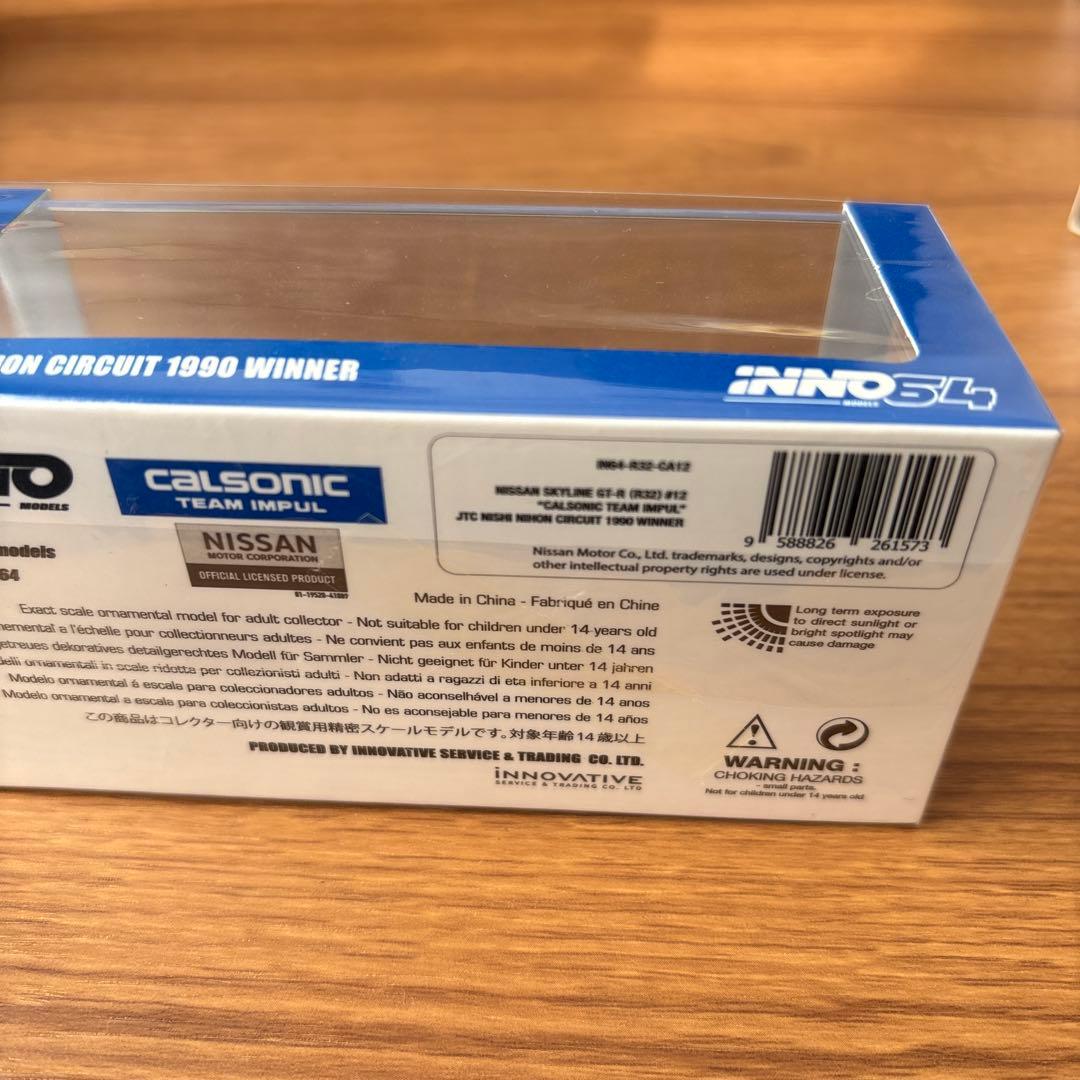 ION CIRCUIT 1990 WINNER
INNO64
MODELS
MODELS
CALSONIC
TEAM IMPUL
NISSAN
MOTOR CORPORATION
OFFICIAL LICENSED PRODUCT
models
64
IN64-R32-CA12
NISSAN SKYLINE GT-R (R32) #12
"CALSONIC TEAM IMPUL"
JTC NISHI NIHON CIRCUIT 1990 WINNER
9 588826 261573
Nissan Motor Co., Ltd. trademarks, designs, copyrights and/or
other intellectual property rights are used under license.
Made in China - Fabriqué en Chine
Exact scale ornamental model for adult collector - Not suitable for children under 14 years old
nemental a l'échelle pour collectionneurs adultes - Ne convient pas aux enfants de moins de 14 ans
getreues dekoratives detailgerechtes Modell für Sammler - Nicht geeignet für Kinder unter 14 jahren
delli ornamentali in scale ridotta per collezionisti adulti - Non adatti a ragazzi di eta inferiore a 14 anni
Modelo ornamental á escala para coleccionadores adultos - Não aconselhável a menores de 14 anos
Modelo ornamental a escala para coleccionistas adultos - No es aconsejable para menores de 14 años
この商品はコレクター向けの観賞用精密スケールモデルです。対象年齢14歳以上
PRODUCED BY INNOVATIVE SERVICE & TRADING CO. LTD.
INNOVATIVE
SERVICE & TRADING CO. LTD
Long term exposure
to direct sunlight or
bright spotlight may
cause damage
WARNING :
CHOKING HAZARDS
- small parts.
Not for children under 14 years old